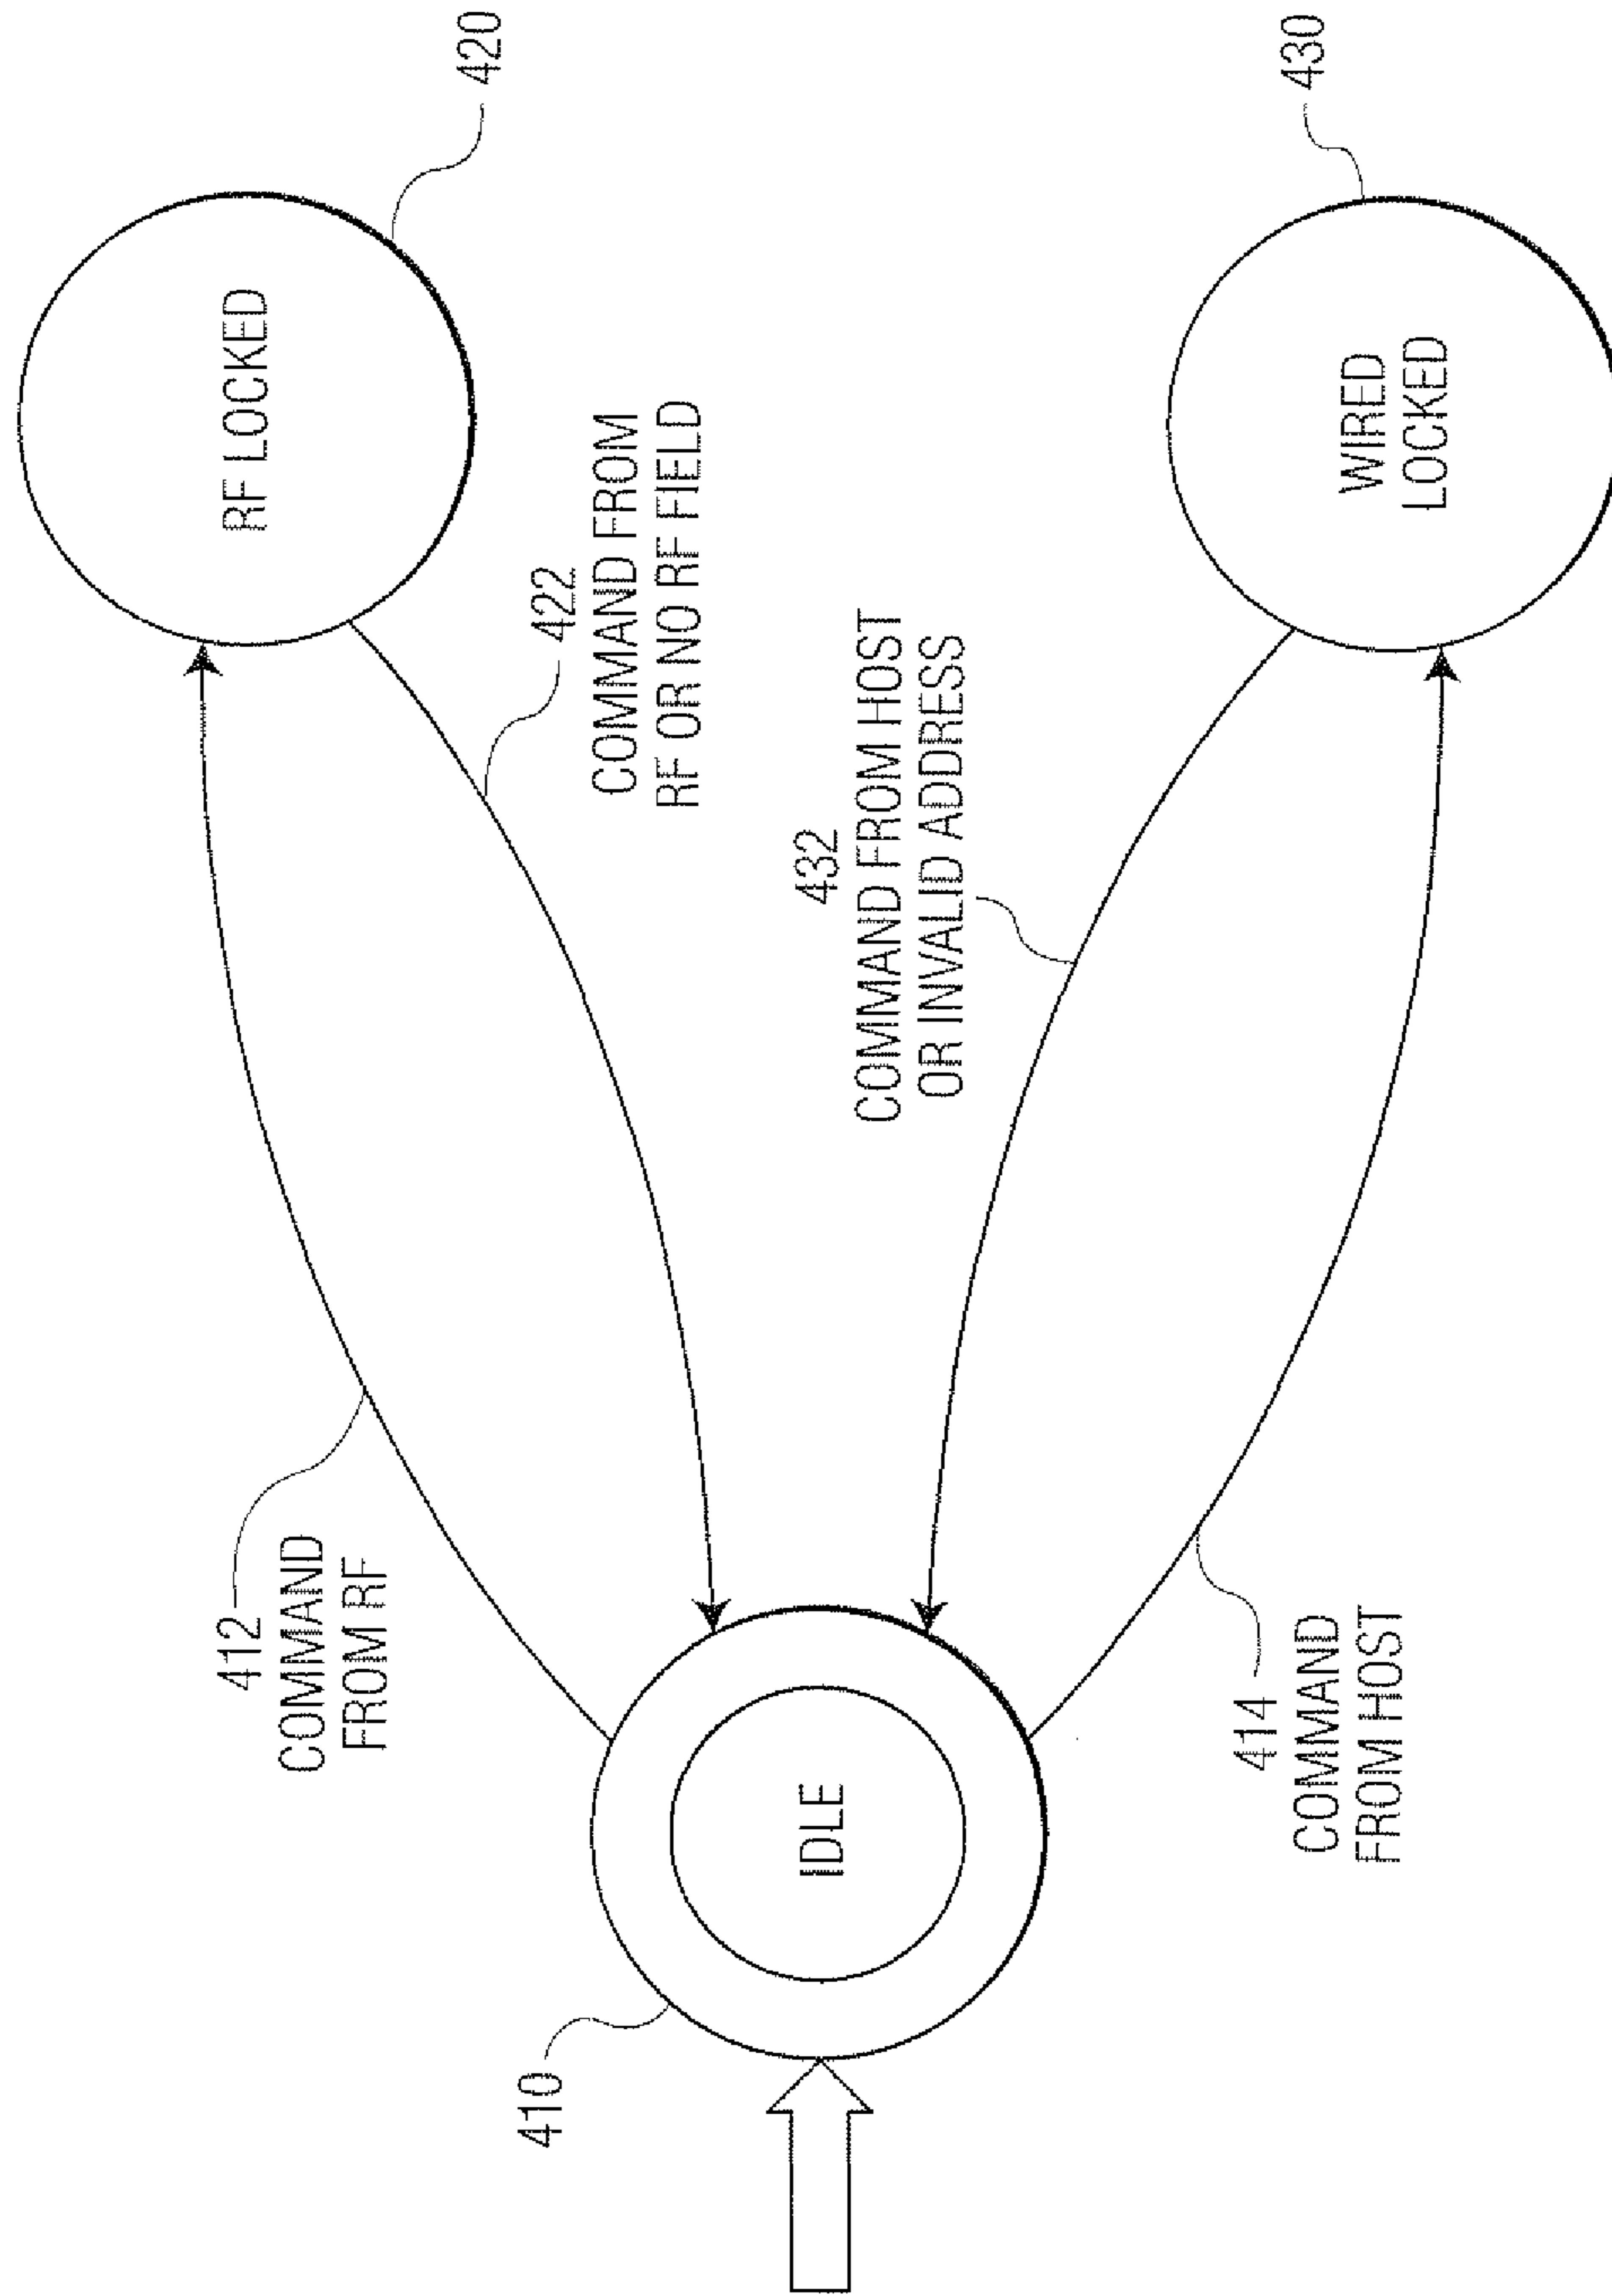 420
RF LOCKED
412
COMMAND
FROM RF
422
COMMAND FROM
RF OR NO RF FIELD
410
IDLE
432
COMMAND FROM HOST
OR INVALID ADDRESS
414
COMMAND
FROM HOST
430
WIRED
LOCKED